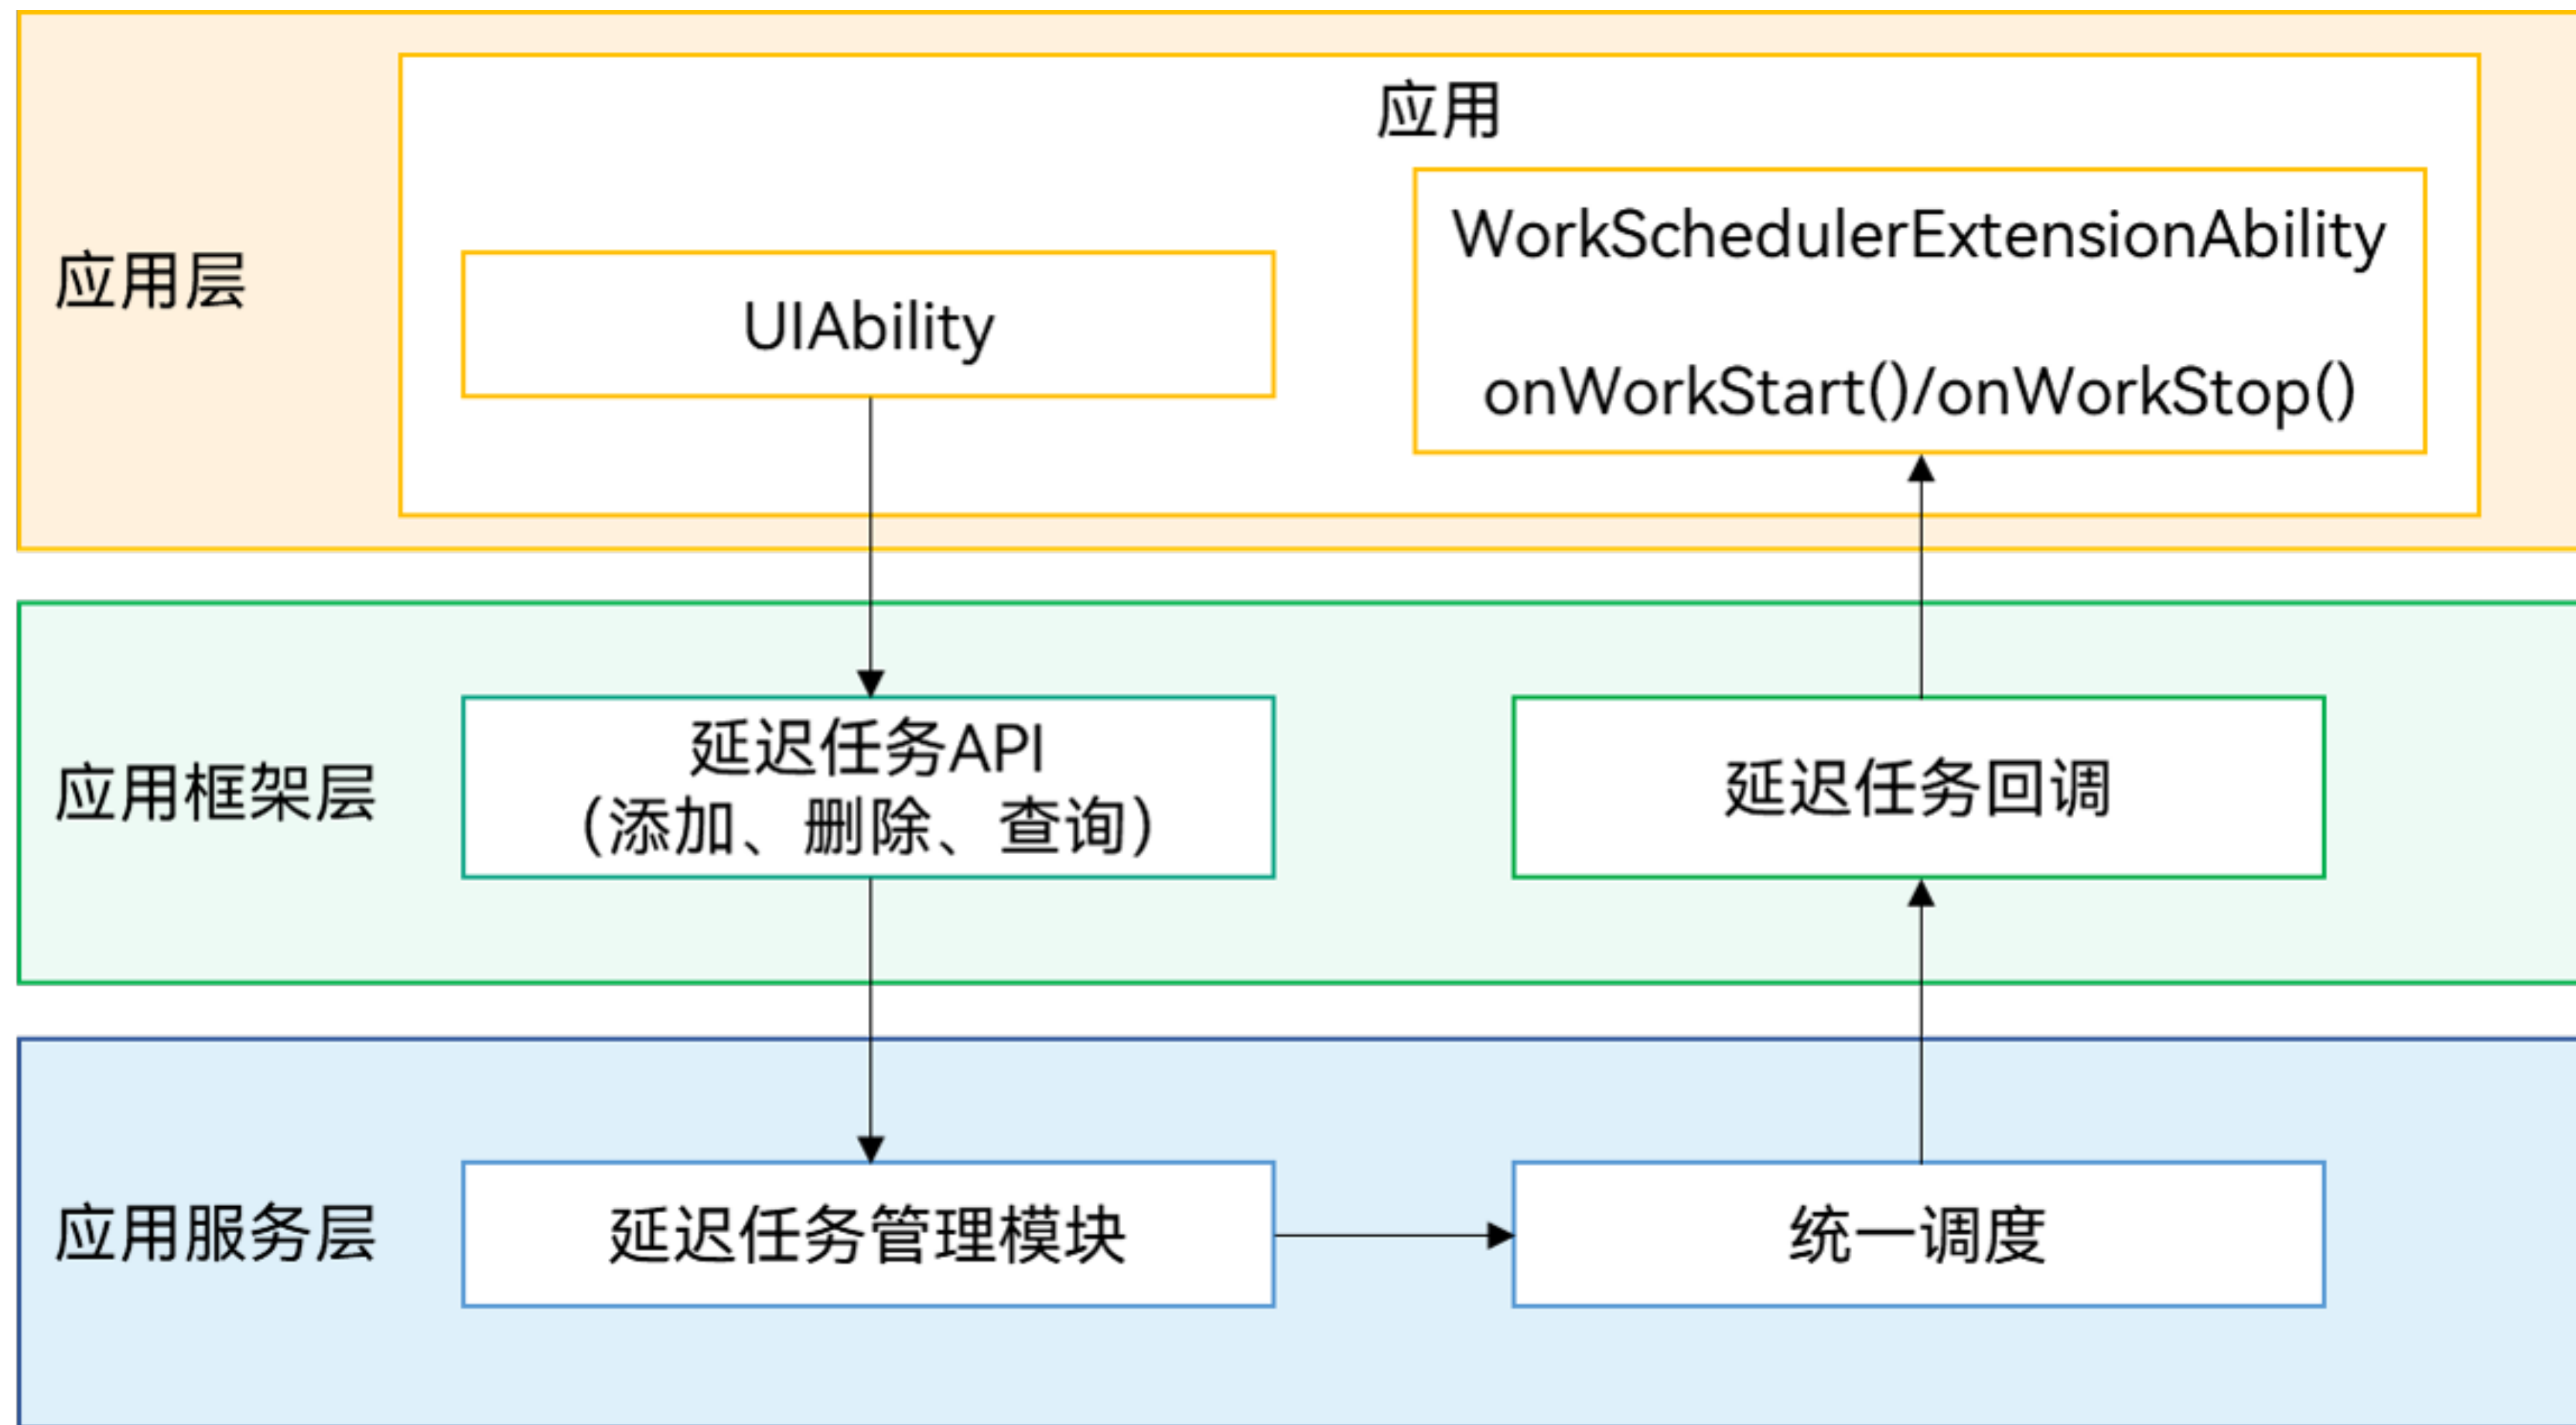 应用
应用层
UIAbility
WorkSchedulerExtensionAbility
onWorkStart()/onWorkStop()
应用框架层
延迟任务API
(添加、删除、查询)
延迟任务回调
应用服务层
延迟任务管理模块
统一调度